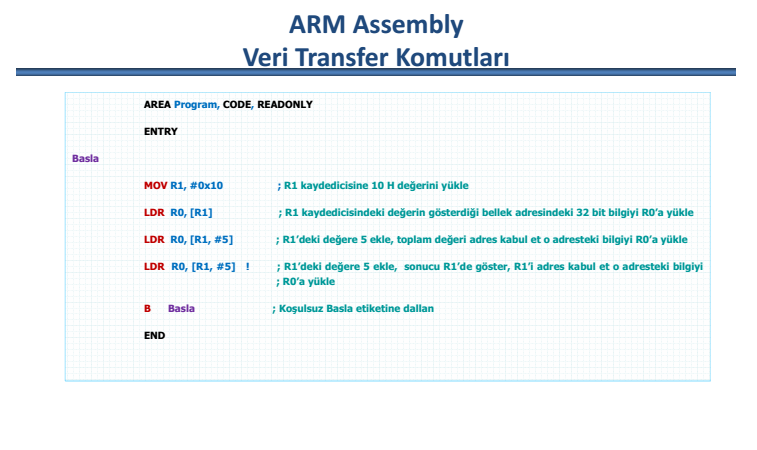 ARM Assembly
Veri Transfer Komutları
AREA Program, CODE, READONLY
ENTRY
Basla
MOV R1, #0x10 ; R1 kaydedicisine 10 H değerini yükle
LDR R0, [R1] ; R1 kaydedicisindeki değerin gösterdiği bellek adresindeki 32 bit bilgiyi R0’a yükle
LDR R0, [R1, #5] ; R1’deki değere 5 ekle, toplam değeri adres kabul et o adresteki bilgiyi R0’a yükle
LDR R0, [R1, #5] ! ; R1’deki değere 5 ekle, sonucu R1’de göster, R1’i adres kabul et o adresteki bilgiyi
; R0’a yükle
B Basla ; Koşulsuz Basla etiketine dallan
END